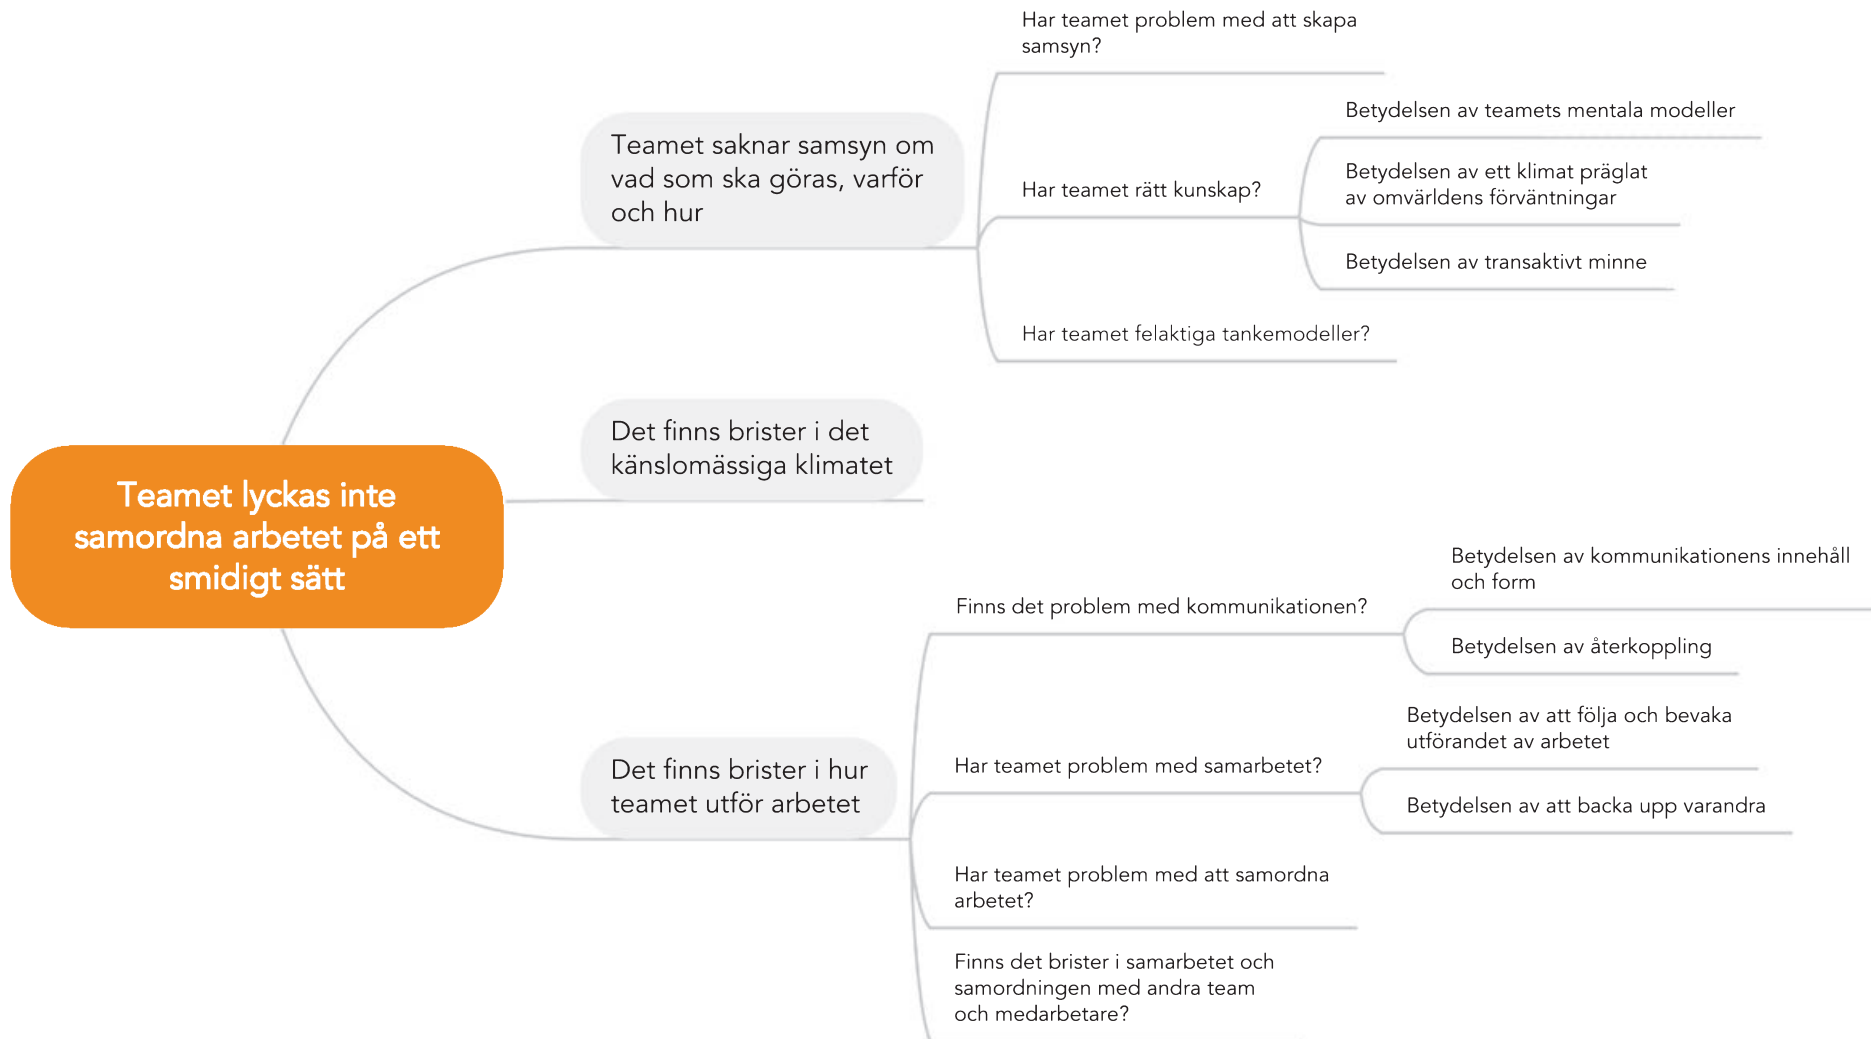 Har teamet problem med att skapa
samsyn?
Betydelsen av teamets mentala modeller
Teamet saknar samsyn om
vad som ska göras, varför
och hur
Betydelsen av ett klimat präglat
av omvärldens förväntningar
Har teamet rätt kunskap?
Betydelsen av transaktivt minne
Har teamet felaktiga tankemodeller?
Det finns brister i det
känslomässiga klimatet
Teamet lyckas inte
samordna arbetet på ett
smidigt sätt
Betydelsen av kommunikationens innehåll
och form
Finns det problem med kommunikationen?
Betydelsen av återkoppling
Betydelsen av att följa och bevaka
utförandet av arbetet
Det finns brister i hur
teamet utför arbetet
Har teamet problem med samarbetet?
Betydelsen av att backa upp varandra
Har teamet problem med att samordna
arbetet?
Finns det brister i samarbetet och
samordningen med andra team
och medarbetare?